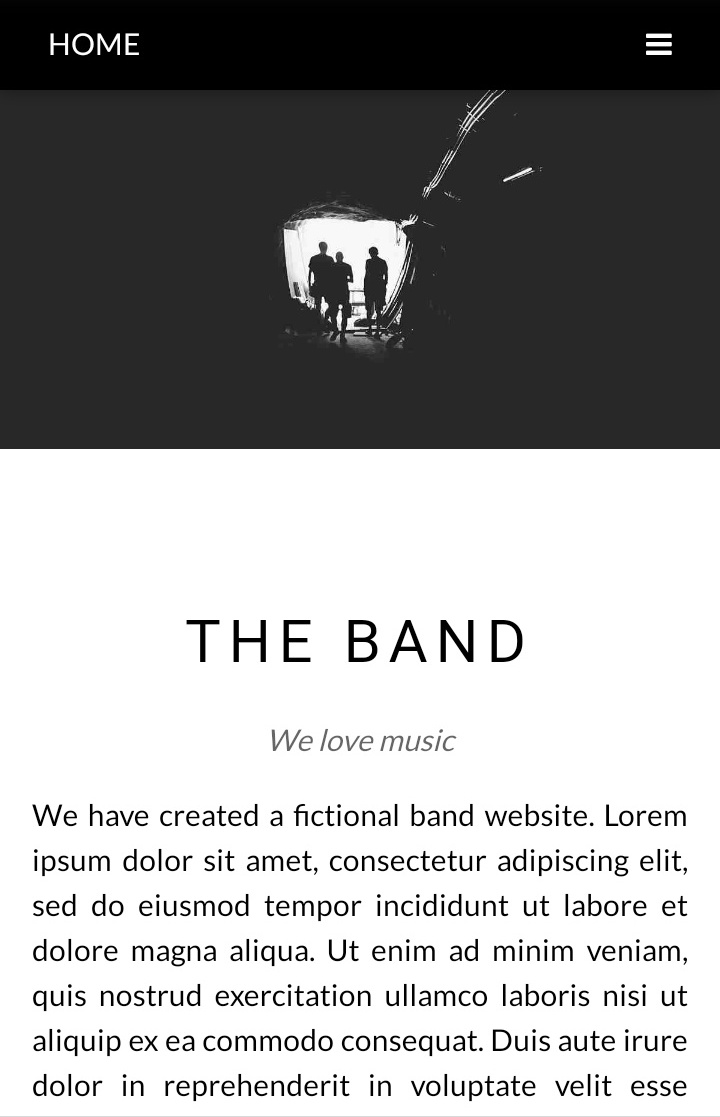 HOME
THE BAND
We love music
We have created a fictional band website. Lorem
ipsum dolor sit amet, consectetur adipiscing elit,
sed do eiusmod tempor incididunt ut labore et
dolore magna aliqua. Ut enim ad minim veniam,
quis nostrud exercitation ullamco laboris nisi ut
aliquip ex ea commodo consequat. Duis aute irure
dolor in reprehenderit in voluptate velit esse